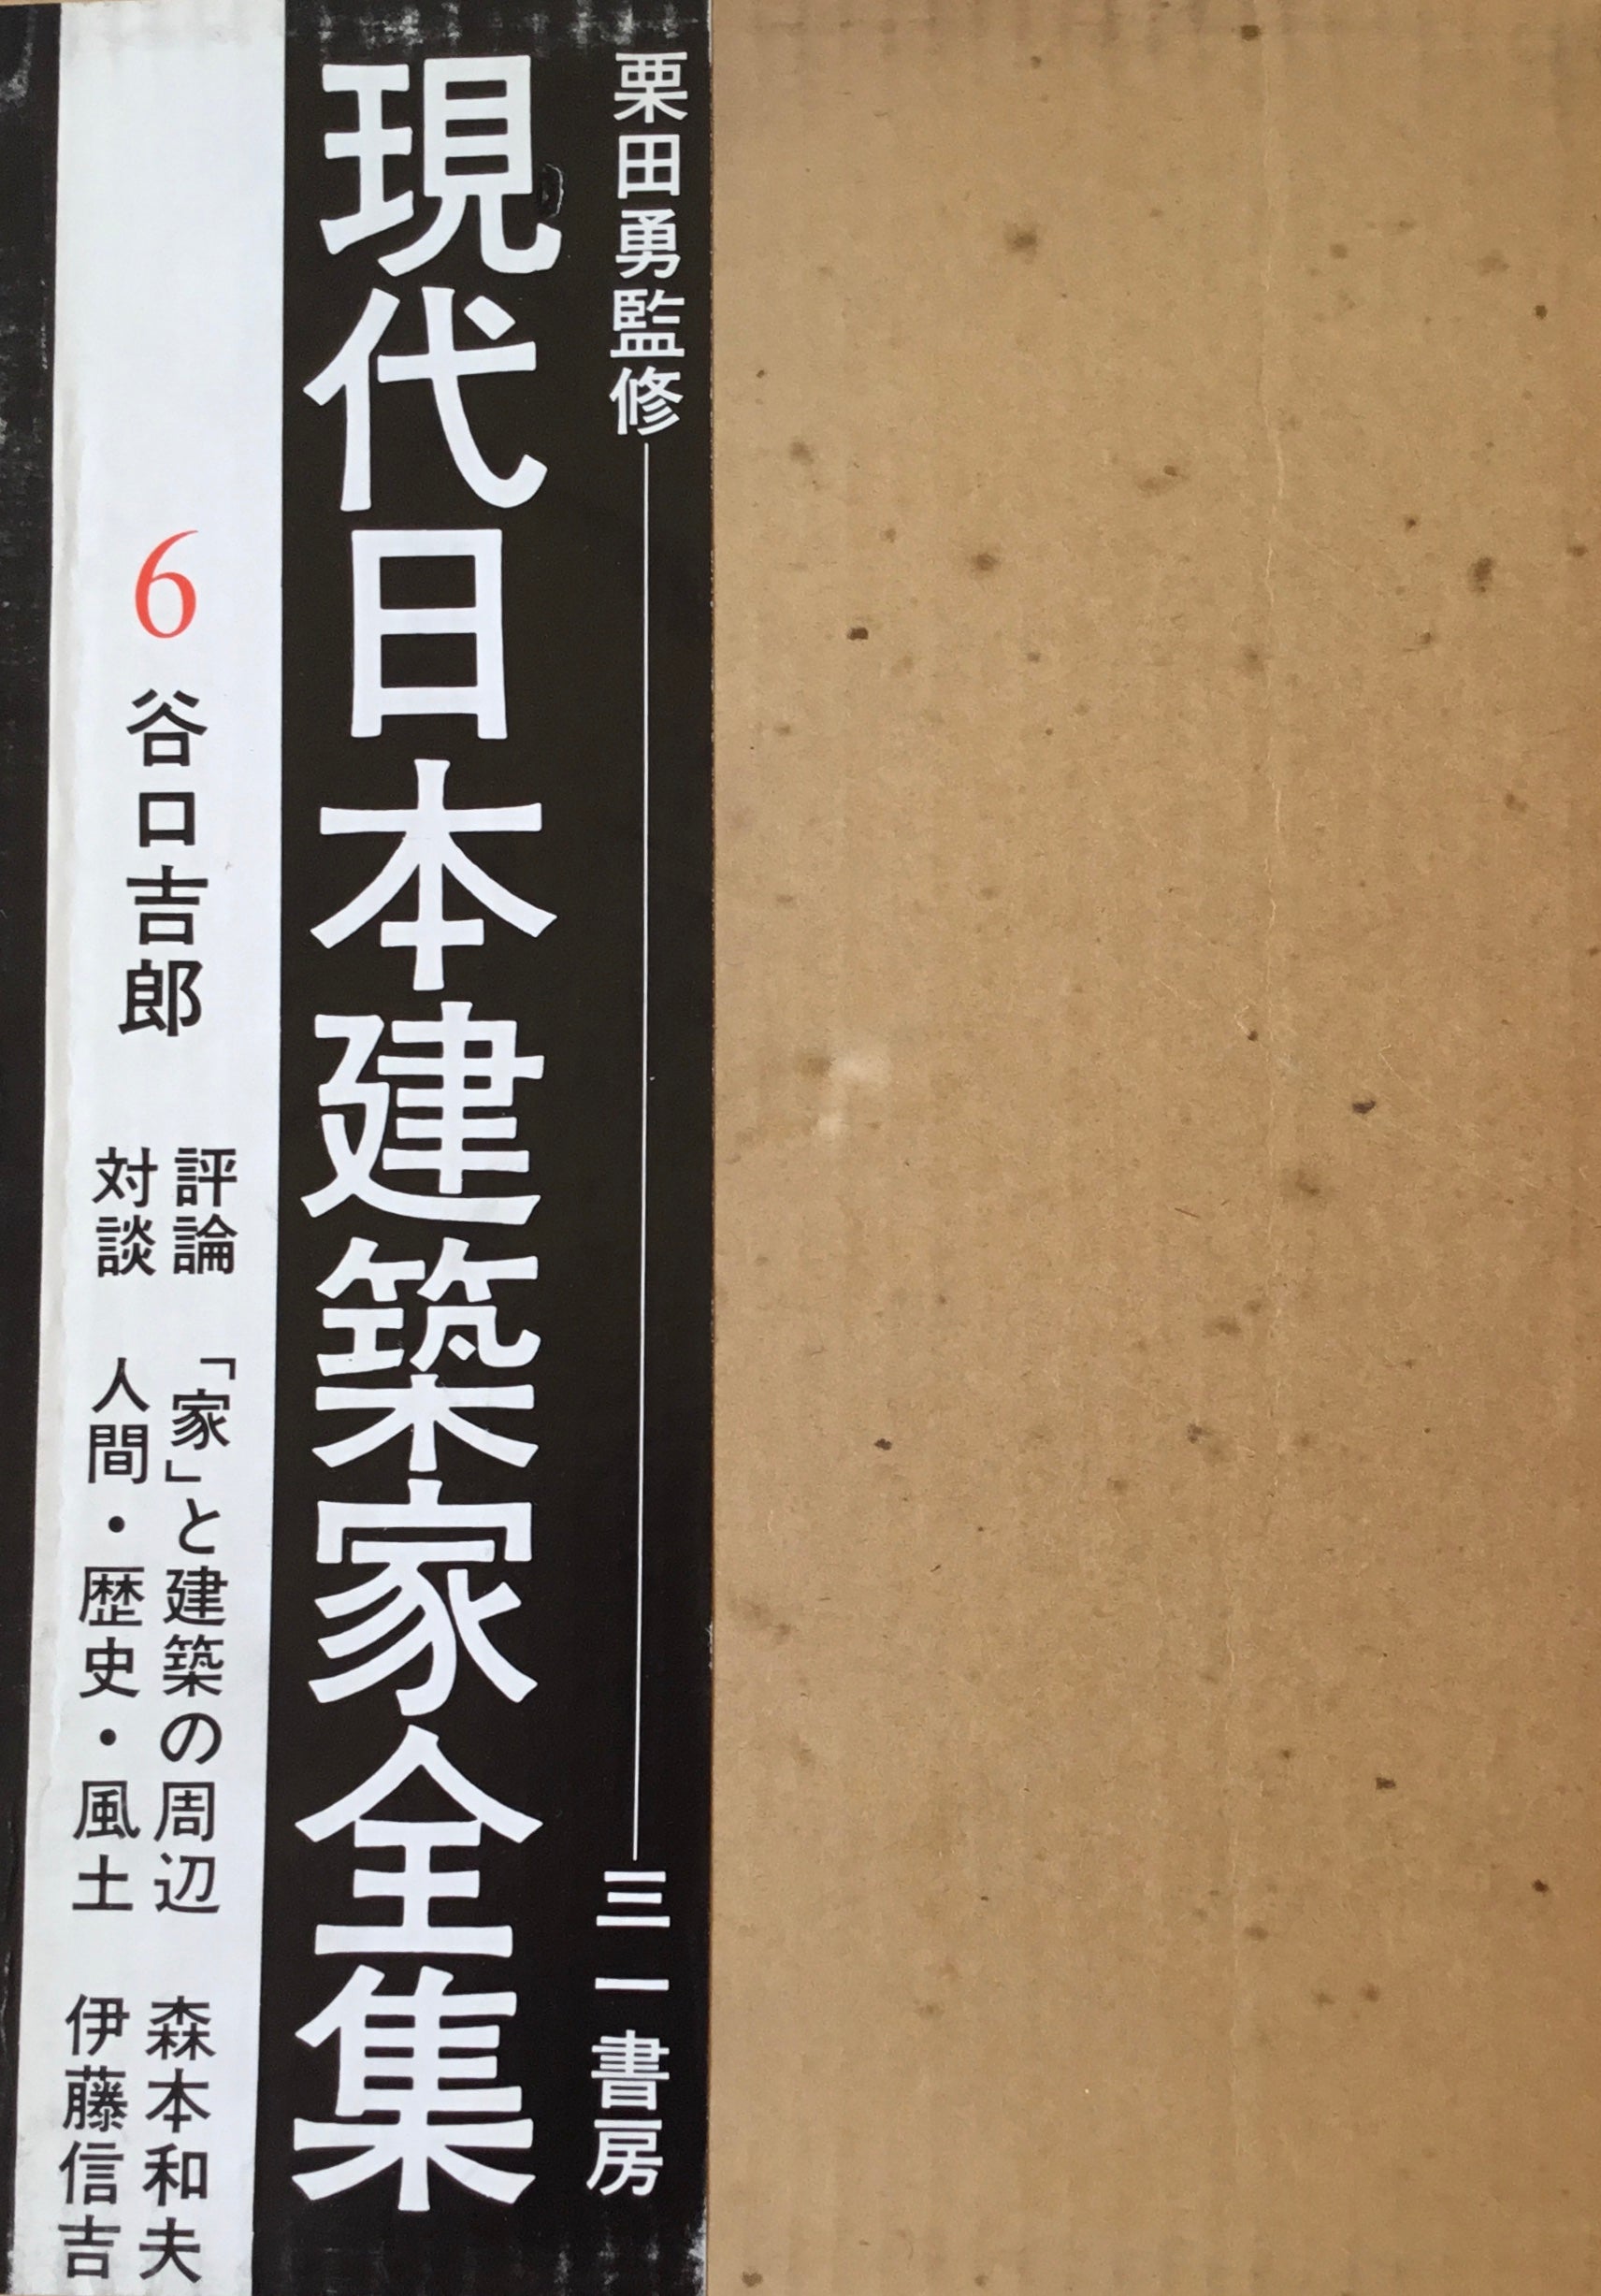 栗田勇監修 三一書房
現代日本建築家全集
6 谷口吉郎
評論 「家」と建築の周辺 森本和夫
対談 人間・歴史・風土 伊藤信吉